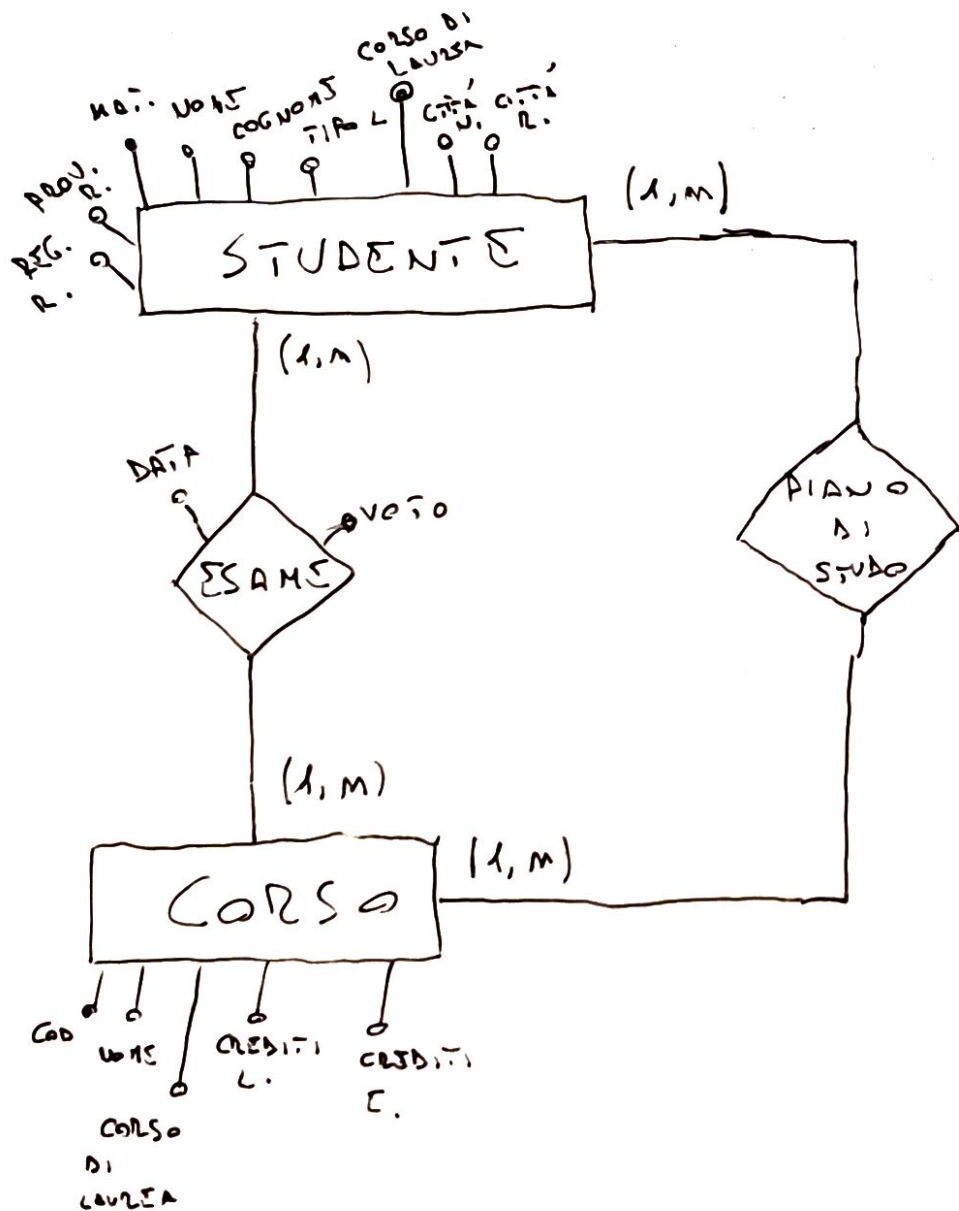 MAT.
NOME
COGNOME
TIPO L
CORSO DI
LAUREA
CITTÀ
N.
CITTÀ
R.
PROV.
R.
REG.
R.
STUDENTE
(1,n)
(1,n)
DATA
VOTO
ESAME
PIANO
DI
STUDO
(1,n)
(1,n)
CORSO
COD
NOME
CORSO
DI
LAUREA
CREDITI
L.
CREDITI
E.